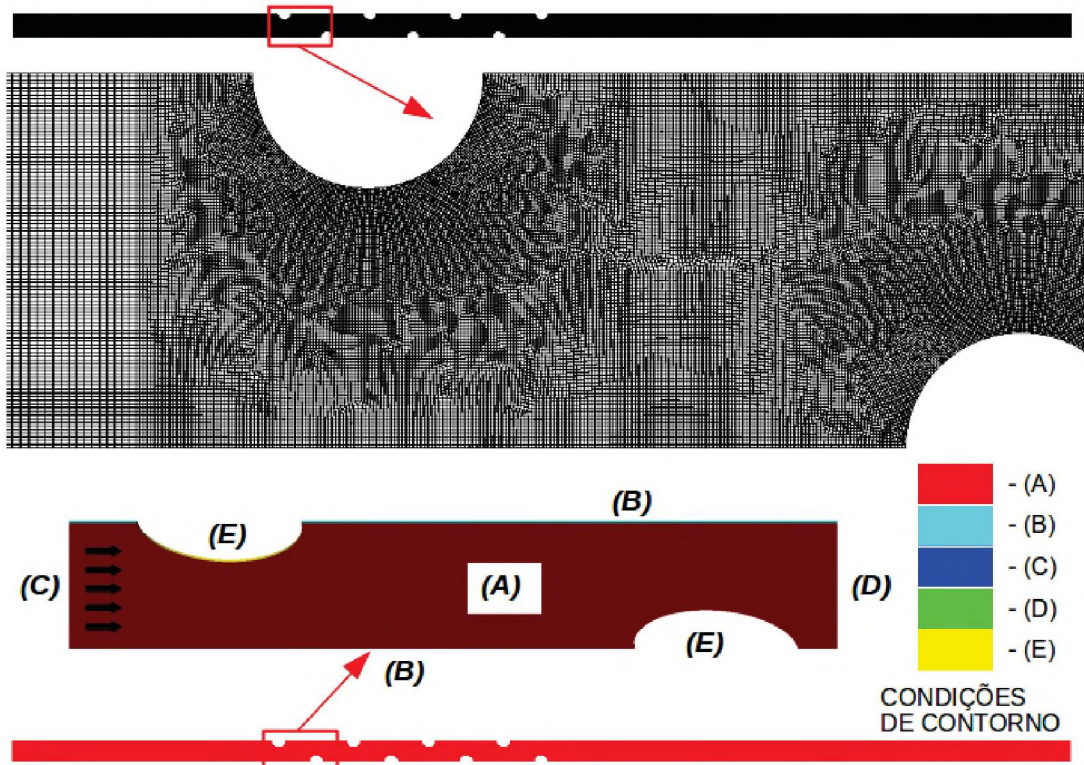 - (A)
- (B)
- (C)
- (D)
- (E)
CONDIÇÕES
DE CONTORNO
(B)
(E)
(C)
(A)
(D)
(E)
(B)